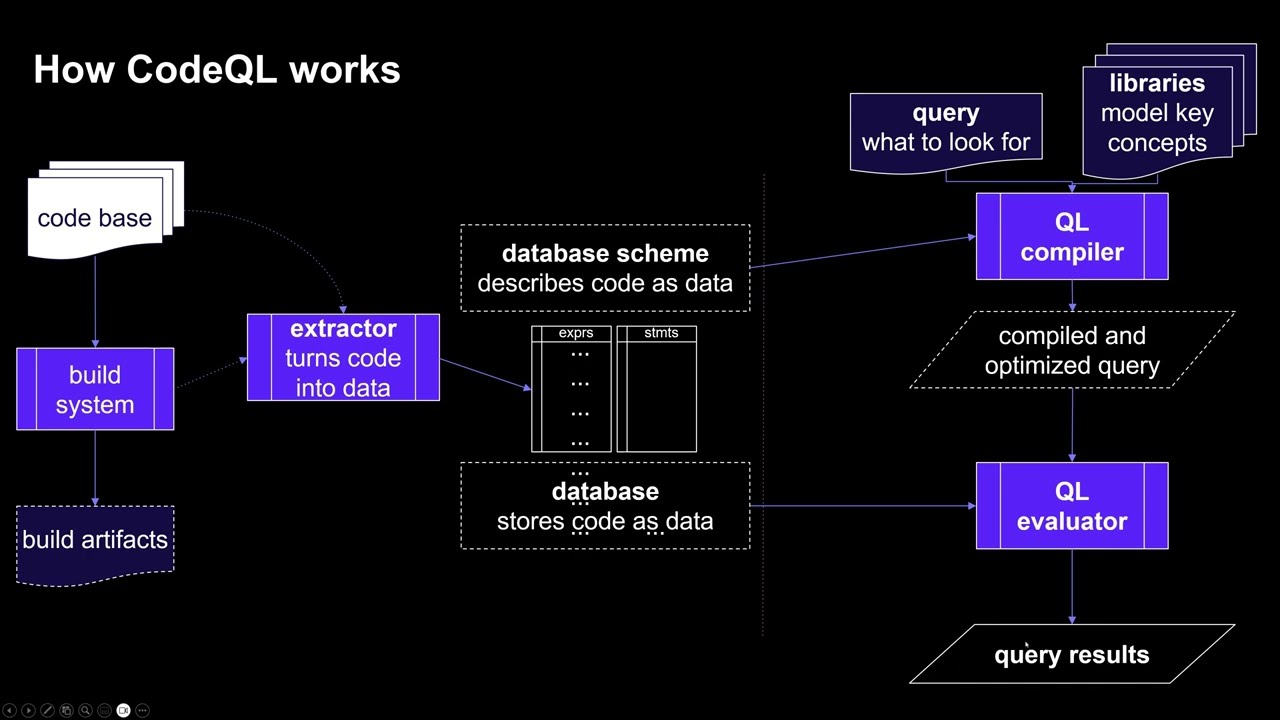 How CodeQL works
code base
build
system
build artifacts
extractor
turns code
into data
database scheme
describes code as data
exprs
stmts
...
...
...
...
...
database
...
stores code as data
...
...
query
what to look for
libraries
model key
concepts
QL
compiler
compiled and
optimized query
QL
evaluator
query results